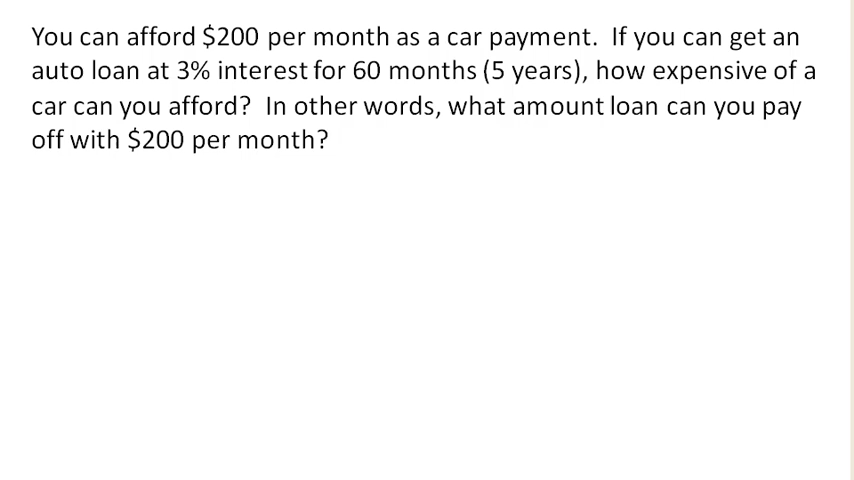 You can afford $200 per month as a car payment.  If you can get an
auto loan at 3% interest for 60 months (5 years), how expensive of a
car can you afford?  In other words, what amount loan can you pay
off with $200 per month?